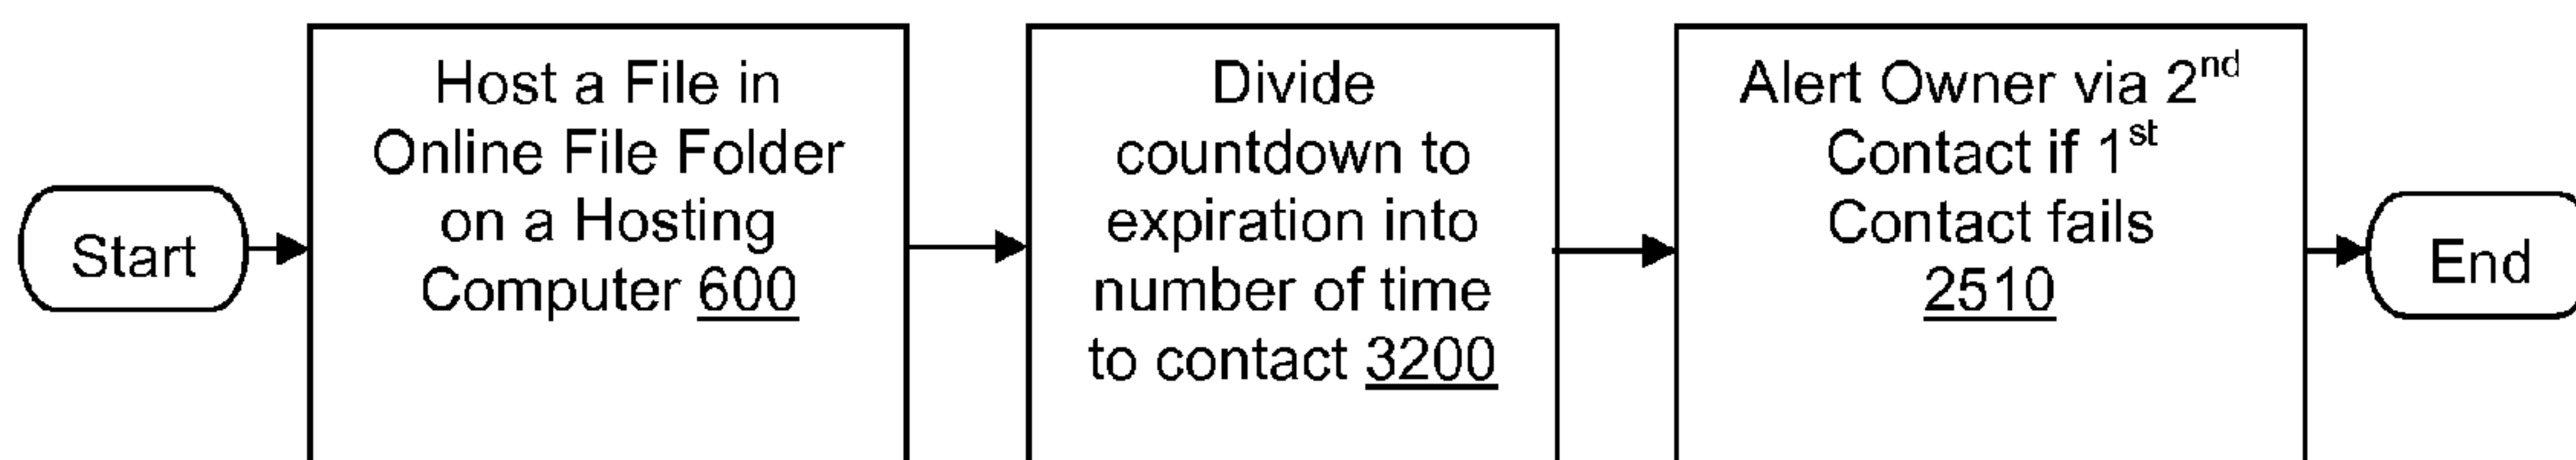 Start
Host a File in
Online File Folder
on a Hosting
Computer 600
Divide
countdown to
expiration into
number of time
to contact 3200
Alert Owner via 2nd
Contact if 1st
Contact fails
2510
End